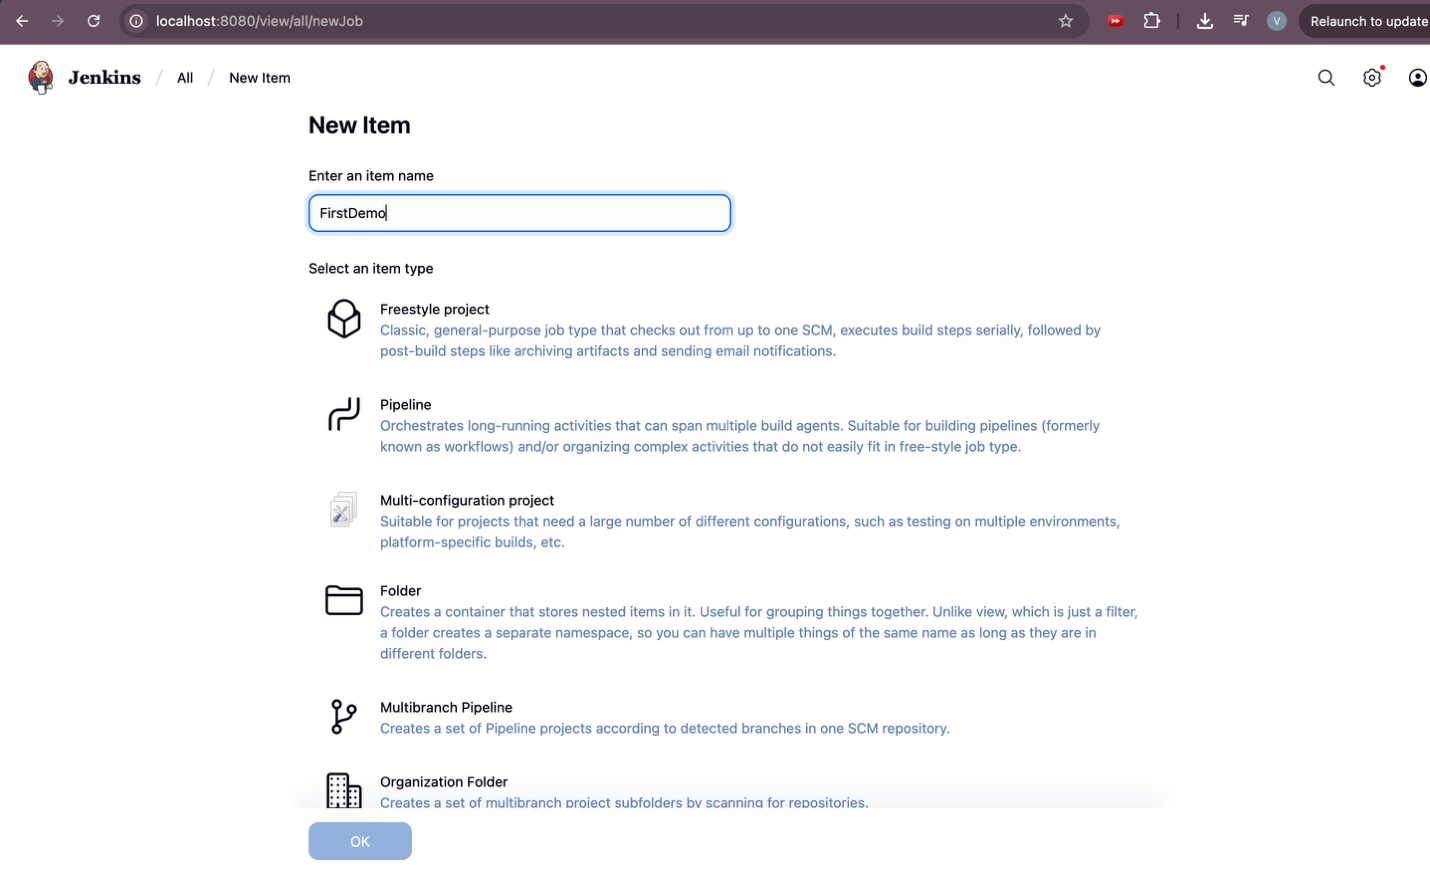 localhost:8080/view/all/newJob
V
Relaunch to update
Jenkins / All / New Item
New Item
Enter an item name
FirstDemo
Select an item type
Freestyle project
Classic, general-purpose job type that checks out from up to one SCM, executes build steps serially, followed by
post-build steps like archiving artifacts and sending email notifications.
Pipeline
Orchestrates long-running activities that can span multiple build agents. Suitable for building pipelines (formerly
known as workflows) and/or organizing complex activities that do not easily fit in free-style job type.
Multi-configuration project
Suitable for projects that need a large number of different configurations, such as testing on multiple environments,
platform-specific builds, etc.
Folder
Creates a container that stores nested items in it. Useful for grouping things together. Unlike view, which is just a filter,
a folder creates a separate namespace, so you can have multiple things of the same name as long as they are in
different folders.
Multibranch Pipeline
Creates a set of Pipeline projects according to detected branches in one SCM repository.
Organization Folder
Creates a set of multibranch project subfolders by scanning for repositories.
OK